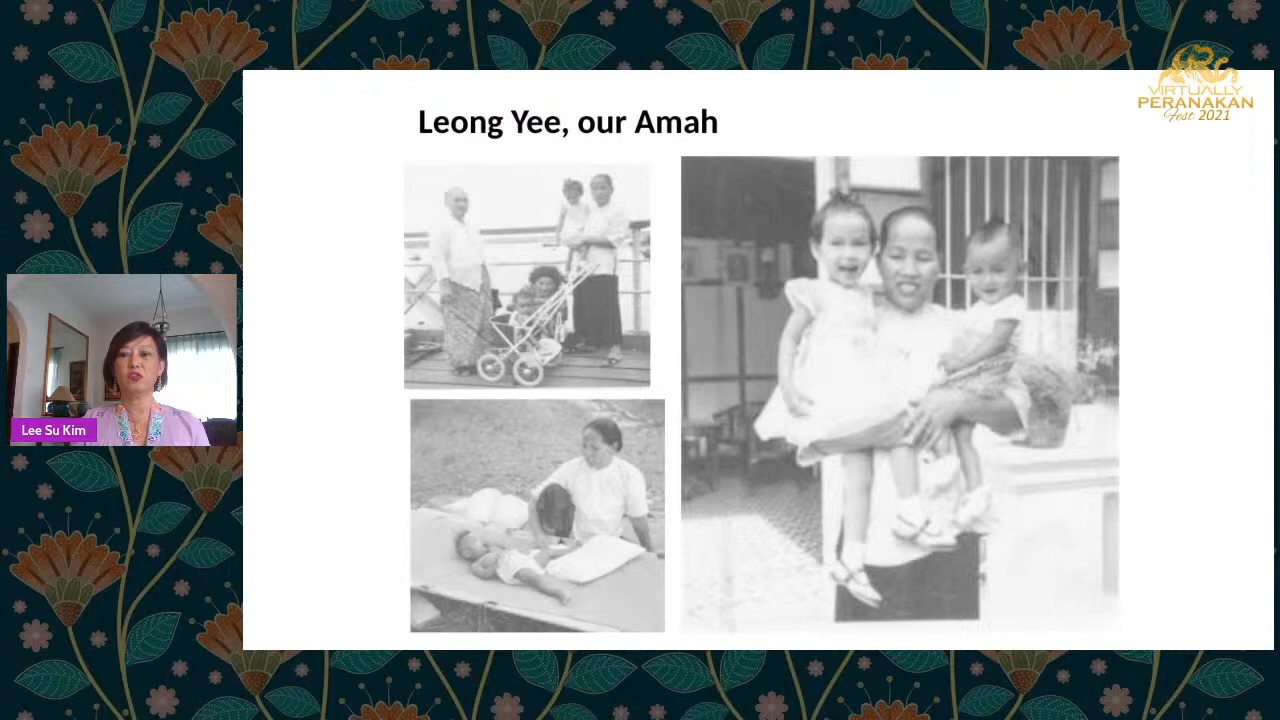 Leong Yee, our Amah
VIRTUALLY
PERANAKAN
Fest 2021
Lee Su Kim